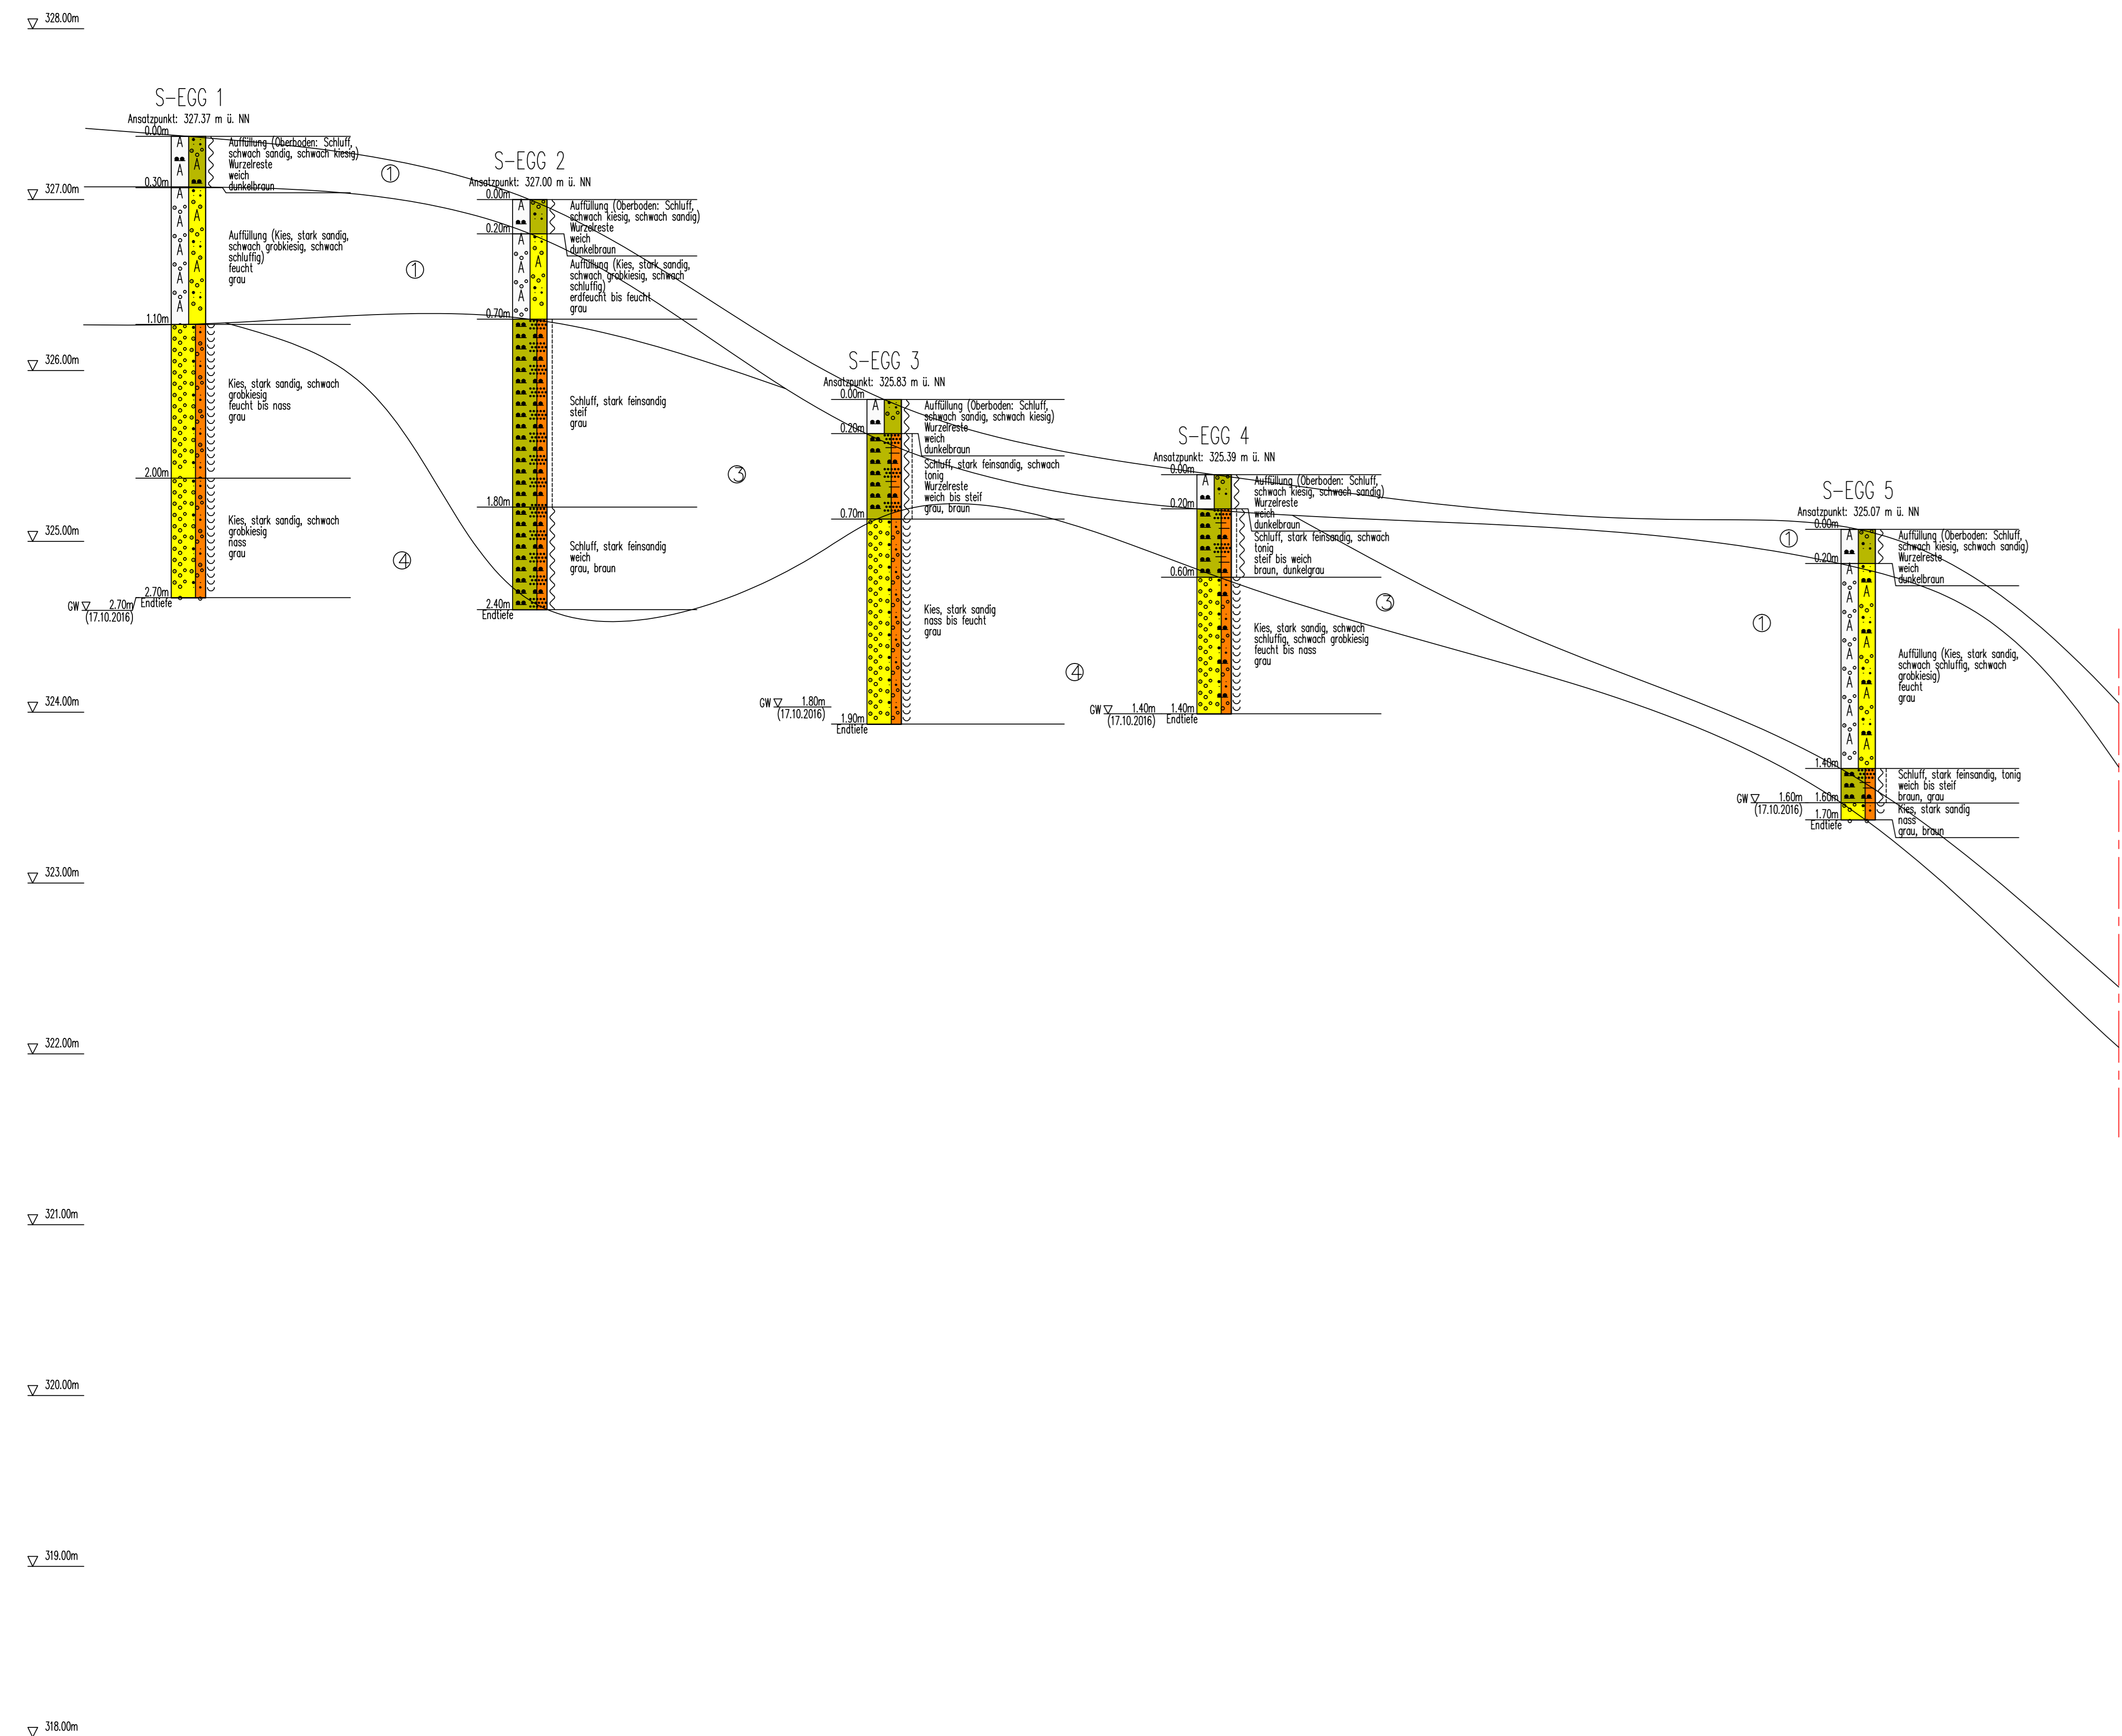 328.00m
327.00m
326.00m
325.00m
324.00m
323.00m
322.00m
321.00m
320.00m
319.00m
318.00m
S-EGG 1
Ansatzpunkt: 327.37 m ü. NN
0.00m
A
A
A
Auffüllung (Oberboden: Schluff,
schwach sandig, schwach kiesig)
Wurzelreste
weich
dunkelbraun
0.30m
A
A
A
A
A
A
A
Auffüllung (Kies, stark sandig,
schwach grobkiesig, schwach
schluffig)
feucht
grau
1.10m
Kies, stark sandig, schwach
grobkiesig
feucht bis nass
grau
2.00m
Kies, stark sandig, schwach
grobkiesig
nass
grau
2.70m
Endtiefe
GW 2.70m
(17.10.2016)
1
1
4
S-EGG 2
Ansatzpunkt: 327.00 m ü. NN
0.00m
A
Auffüllung (Oberboden: Schluff,
schwach kiesig, schwach sandig)
Wurzelreste
weich
dunkelbraun
0.20m
A
A
A
A
Auffüllung (Kies, stark sandig,
schwach grobkiesig, schwach
schluffig)
erdfeucht bis feucht
grau
0.70m
Schluff, stark feinsandig
steif
grau
1.80m
Schluff, stark feinsandig
weich
grau, braun
2.40m
Endtiefe
3
S-EGG 3
Ansatzpunkt: 325.83 m ü. NN
0.00m
A
Auffüllung (Oberboden: Schluff,
schwach sandig, schwach kiesig)
Wurzelreste
weich
dunkelbraun
0.20m
Schluff, stark feinsandig, schwach
tonig
Wurzelreste
weich bis steif
grau, braun
0.70m
Kies, stark sandig
nass bis feucht
grau
GW 1.80m
(17.10.2016)
1.90m
Endtiefe
4
S-EGG 4
Ansatzpunkt: 325.39 m ü. NN
0.00m
A
Auffüllung (Oberboden: Schluff,
schwach kiesig, schwach sandig)
Wurzelreste
weich
dunkelbraun
0.20m
Schluff, stark feinsandig, schwach
tonig
steif bis weich
braun, dunkelgrau
0.60m
Kies, stark sandig, schwach
schluffig, schwach grobkiesig
feucht bis nass
grau
GW 1.40m 1.40m
(17.10.2016) Endtiefe
3
S-EGG 5
Ansatzpunkt: 325.07 m ü. NN
0.00m
A
Auffüllung (Oberboden: Schluff,
schwach kiesig, schwach sandig)
Wurzelreste
weich
dunkelbraun
0.20m
A
A
A
A
A
A
A
A
A
A
A
Auffüllung (Kies, stark sandig,
schwach schluffig, schwach
grobkiesig)
feucht
grau
1.40m
Schluff, stark feinsandig, tonig
weich bis steif
braun, grau
GW 1.60m 1.60m
(17.10.2016)
Kies, stark sandig
nass
grau, braun
1.70m
Endtiefe
1
1